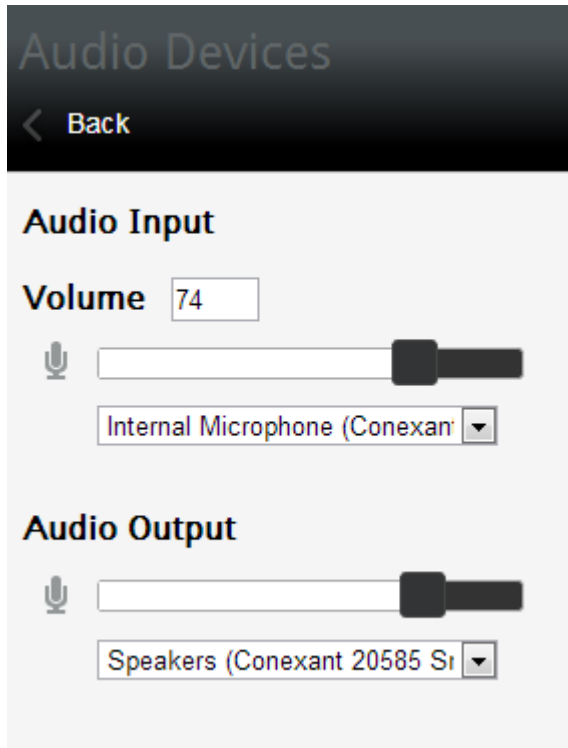 Audio Devices
Back
Audio Input
Volume 74
Internal Microphone (Conexant
Audio Output
Speakers (Conexant 20585 Sr